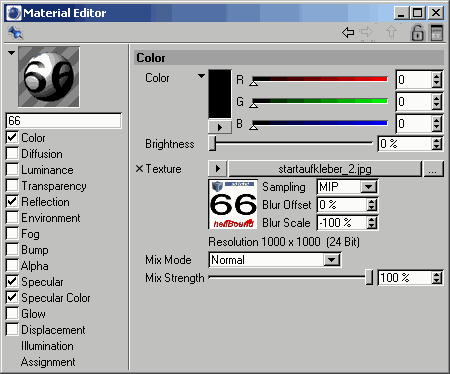 Material Editor
66
Color
Diffusion
Luminance
Transparency
Reflection
Environment
Fog
Bump
Alpha
Specular
Specular Color
Glow
Displacement
Illumination
Assignment
Color
Color R 0
G 0
B 0
Brightness 0 %
Texture startaufkleber_2.jpg ...
66
hellBound
Sampling MIP
Blur Offset 0 %
Blur Scale -100 %
Resolution 1000 x 1000 (24 Bit)
Mix Mode Normal
Mix Strength 100 %